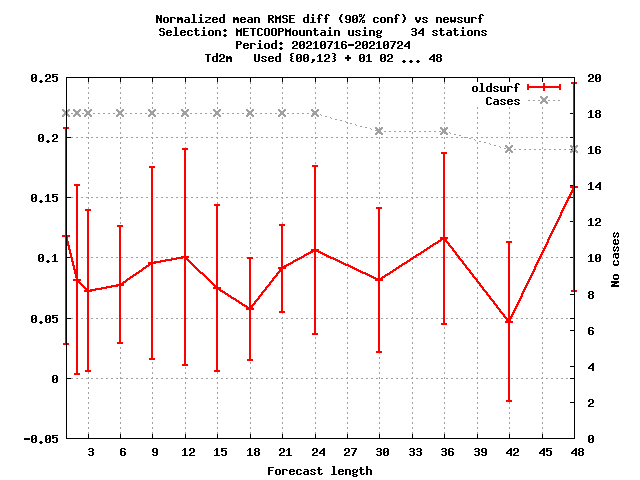 Normalized mean RMSE diff (90% conf) vs newsurf
Selection: METCOOPMountain using    34 stations
Period: 20210716-20210724
Td2m   Used {00,12} + 01 02 ... 48
oldsurf
Cases
0.25
0.2
0.15
0.1
0.05
0
-0.05
20
18
16
14
12
10
8
6
4
2
0
No cases
3 6 9 12 15 18 21 24 27 30 33 36 39 42 45 48
Forecast length